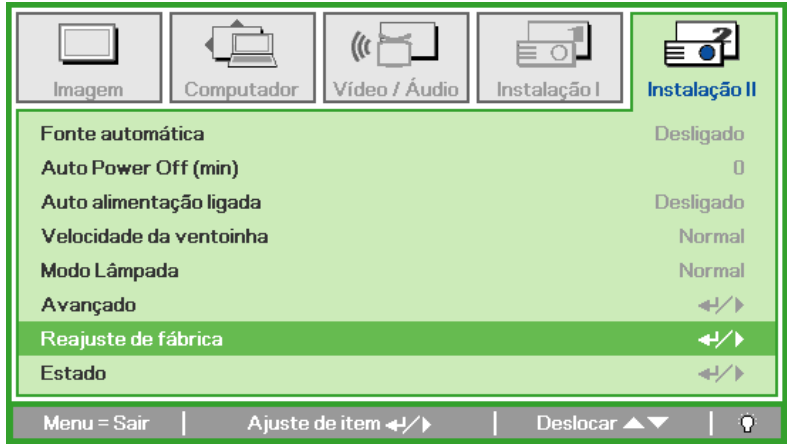 Imagem Computador Vídeo / Áudio Instalação I Instalação II
Fonte automática Desligado
Auto Power Off (min) 0
Auto alimentação ligada Desligado
Velocidade da ventoinha Normal
Modo Lâmpada Normal
Avançado ↵/▶
Reajuste de fábrica ↵/▶
Estado ↵/▶
Menu = Sair | Ajuste de item ↵/▶ | Deslocar ▲▼ |